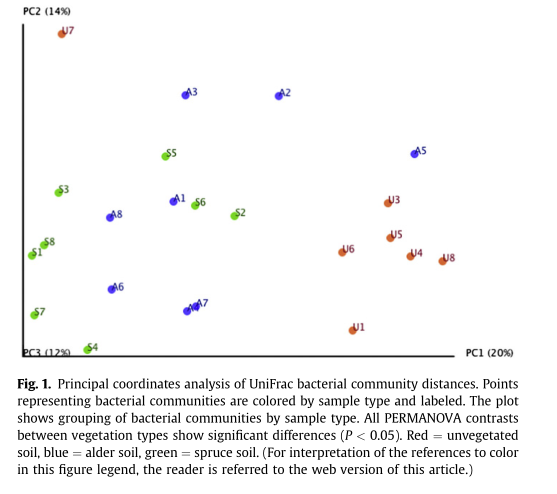 PC2 (14%)
U7
A3
A2
A5
S5
S3
A1
S6
U3
A8
S2
U5
S8
S1
U6
U4
U8
A6
A7
S7
U1
S4
PC3 (12%)
PC1 (20%)
Fig. 1. Principal coordinates analysis of UniFrac bacterial community distances. Points
representing bacterial communities are colored by sample type and labeled. The plot
shows grouping of bacterial communities by sample type. All PERMANOVA contrasts
between vegetation types show significant differences (P < 0.05). Red = unvegetated
soil, blue = alder soil, green = spruce soil. (For interpretation of the references to color
in this figure legend, the reader is referred to the web version of this article.)